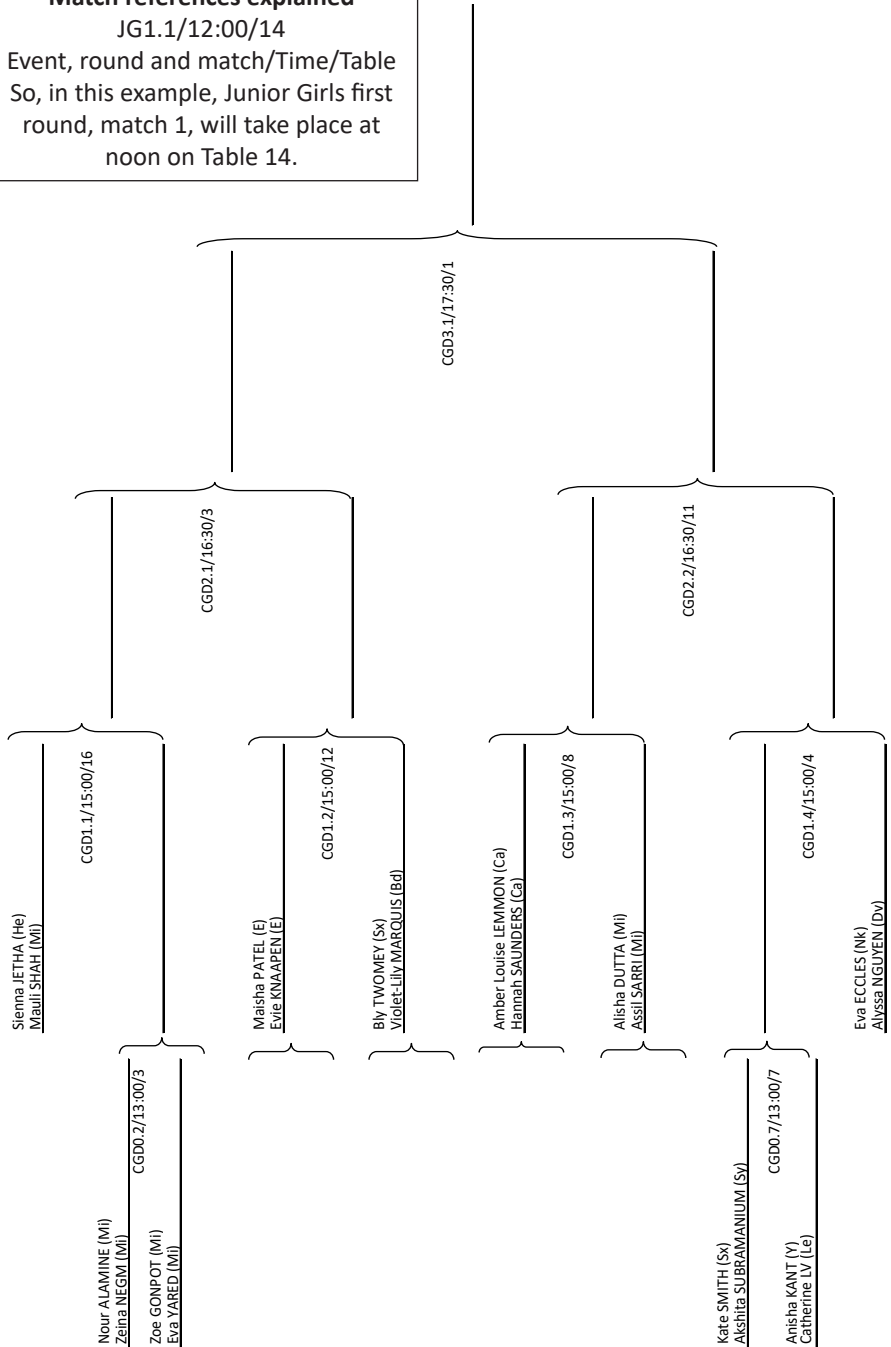 Match references explained
JG1.1/12:00/14
Event, round and match/Time/Table
So, in this example, Junior Girls first
round, match 1, will take place at
noon on Table 14.
Nour ALAMINE (Mi)
Zeina NEGM (Mi)
CGD0.2/13:00/3
Zoe GONPOT (Mi)
Eva YARED (Mi)
Kate SMITH (Sx)
Akshita SUBRAMANIUM (Sy)
CGD0.7/13:00/7
Anisha KANT (Y)
Catherine LV (Le)
Sienna JETHA (He)
Mauli SHAH (Mi)
CGD1.1/15:00/16
Maisha PATEL (E)
Evie KNAAPEN (E)
CGD1.2/15:00/12
Bly TWOMEY (Sx)
Violet-Lily MARQUIS (Bd)
Amber Louise LEMMON (Ca)
Hannah SAUNDERS (Ca)
CGD1.3/15:00/8
Alisha DUTTA (Mi)
Assil SARRI (Mi)
CGD1.4/15:00/4
Eva ECCLES (Nk)
Alyssa NGUYEN (Dv)
CGD2.1/16:30/3
CGD2.2/16:30/11
CGD3.1/17:30/1